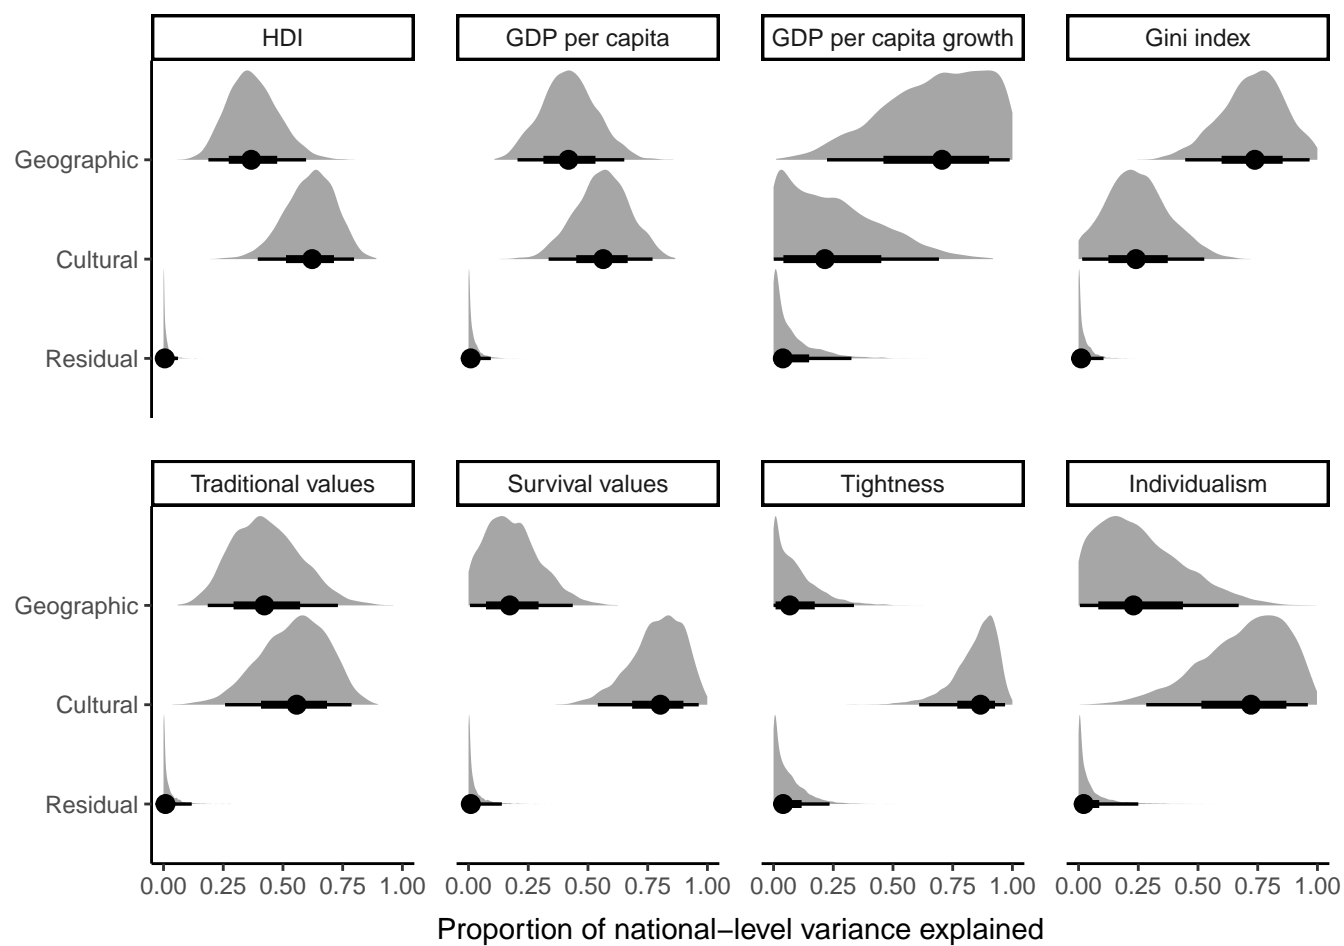 HDI
GDP per capita
GDP per capita growth
Gini index
Geographic
Cultural
Residual
Traditional values
Survival values
Tightness
Individualism
Geographic
Cultural
Residual
0.00 0.25 0.50 0.75 1.00
0.00 0.25 0.50 0.75 1.00
0.00 0.25 0.50 0.75 1.00
0.00 0.25 0.50 0.75 1.00
Proportion of national−level variance explained